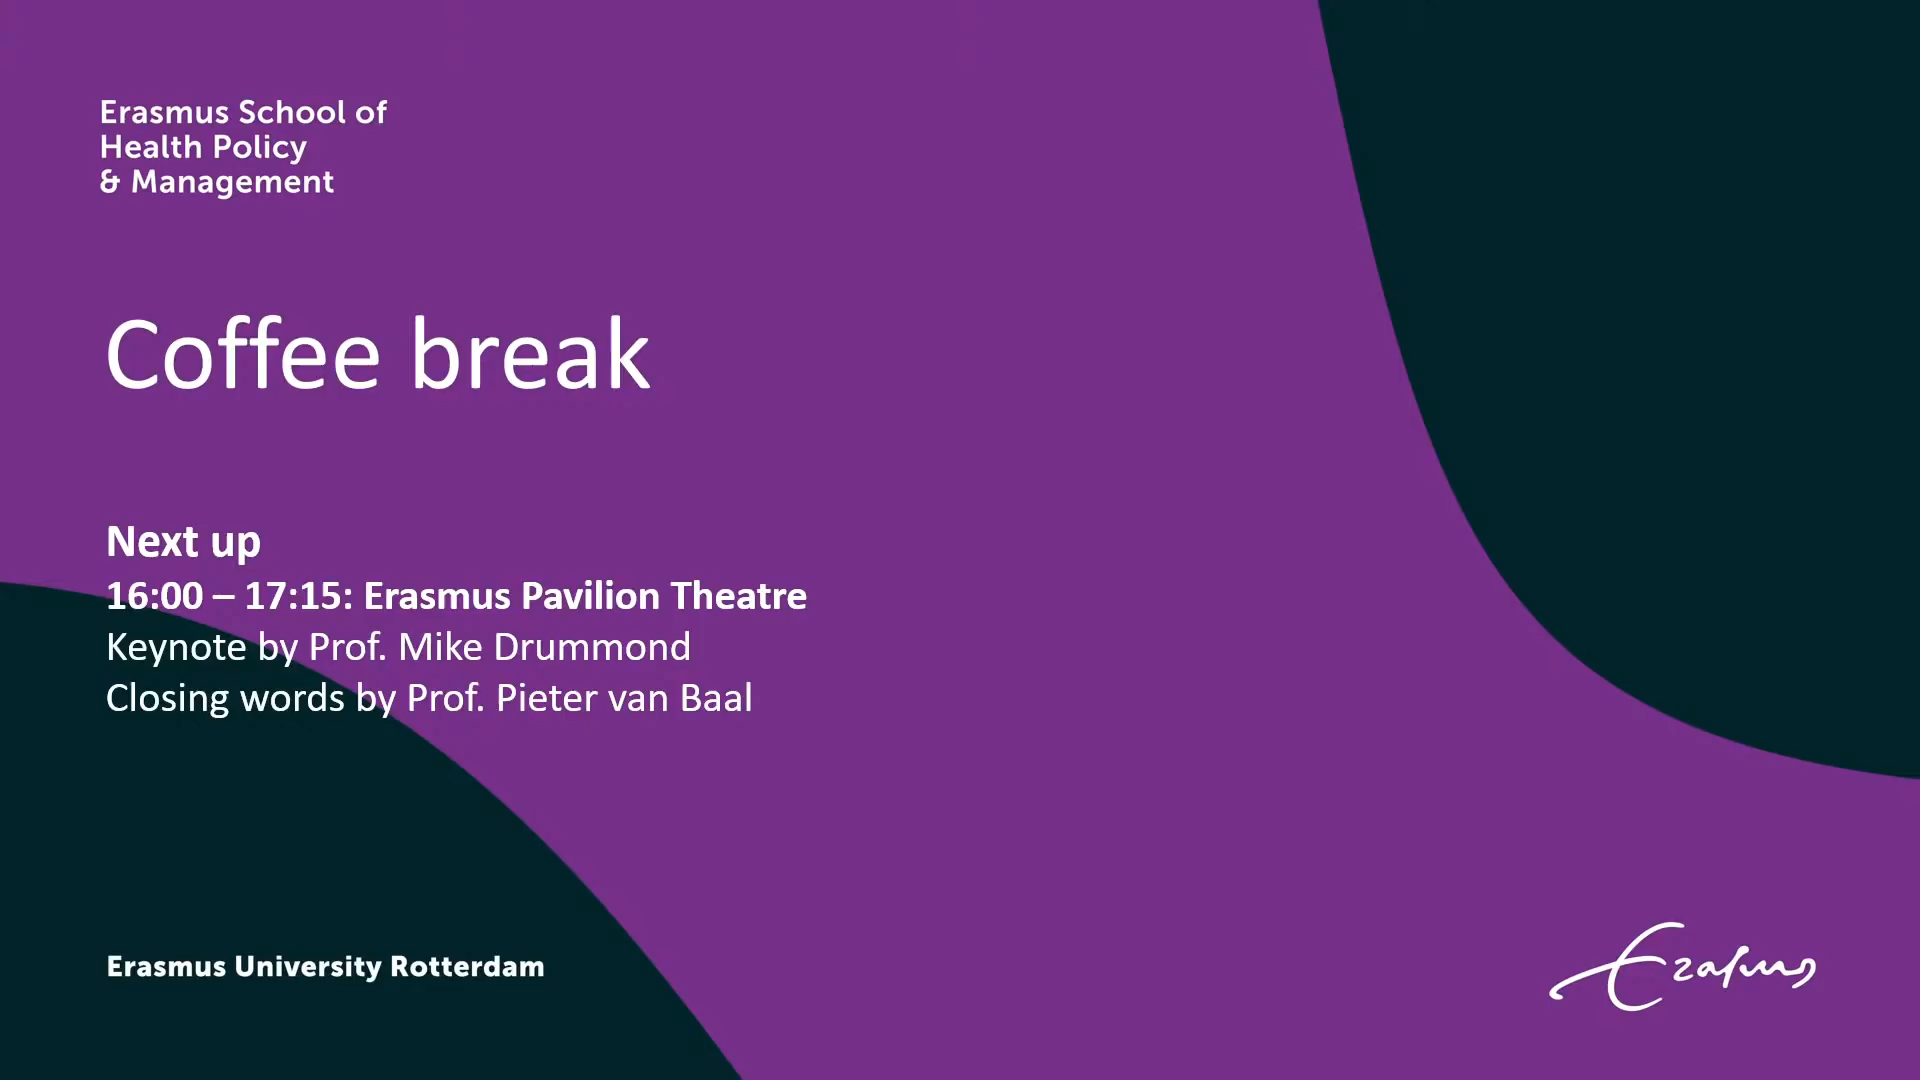 Erasmus School of
Health Policy
& Management
Coffee break
Next up
16:00 – 17:15: Erasmus Pavilion Theatre
Keynote by Prof. Mike Drummond
Closing words by Prof. Pieter van Baal
Erasmus University Rotterdam
Erasmus